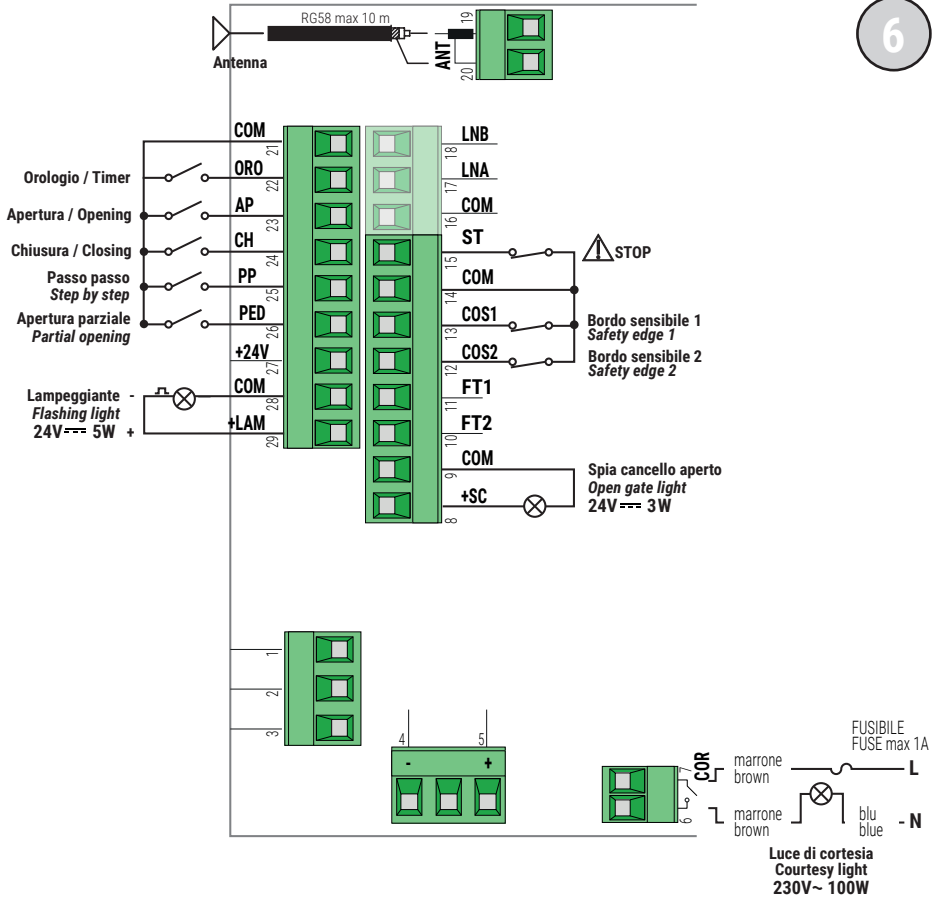 6
RG58 max 10 m
Antenna
ANT
19
20
COM
21
Orologio / Timer
ORO
22
Apertura / Opening
AP
23
Chiusura / Closing
CH
24
Passo passo
Step by step
PP
25
Apertura parziale
Partial opening
PED
26
+24V
27
Lampeggiante -
Flashing light
24V 5W +
COM
28
+LAM
29
LNB
18
LNA
17
COM
16
ST
15
STOP
COM
14
COS1
13
Bordo sensibile 1
Safety edge 1
COS2
12
Bordo sensibile 2
Safety edge 2
FT1
11
FT2
10
COM
9
+SC
8
Spia cancello aperto
Open gate light
24V 3W
1
2
3
4
5
- +
7
6
COR
marrone
brown
FUSIBILE
FUSE max 1A
L
marrone
brown
blu
blue
- N
Luce di cortesia
Courtesy light
230V~ 100W